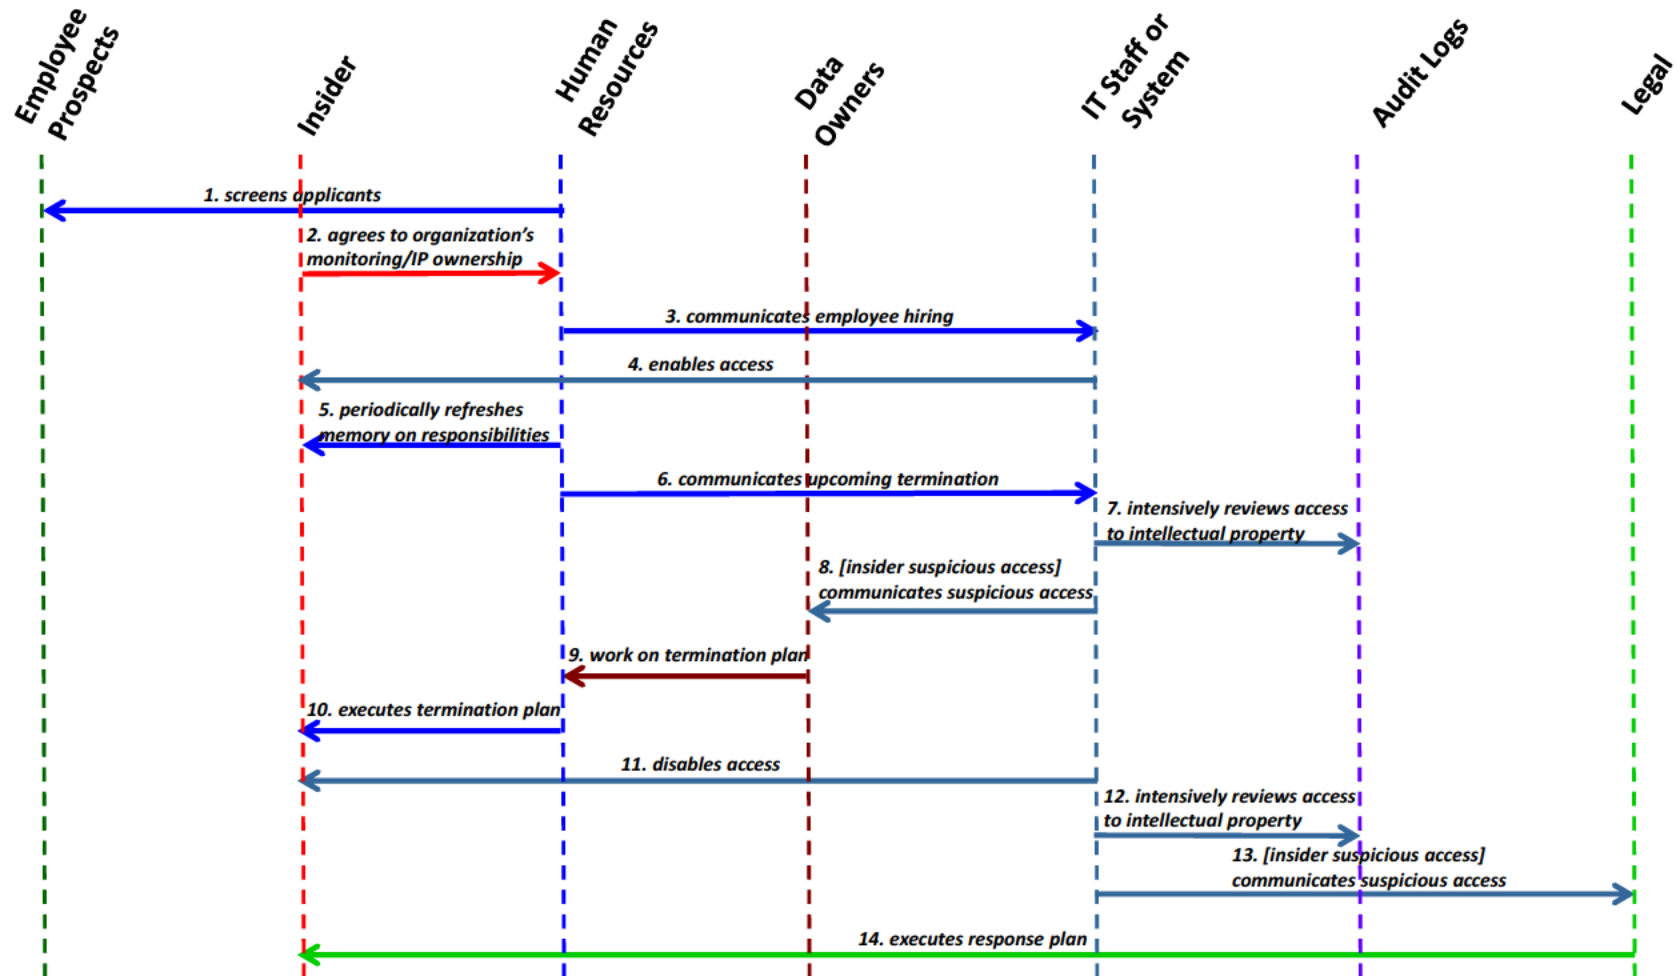 Employee
Prospects
Insider
Human
Resources
Data
Owners
IT Staff or
System
Audit Logs
Legal
1. screens applicants
2. agrees to organization's
monitoring/IP ownership
3. communicates employee hiring
4. enables access
5. periodically refreshes
memory on responsibilities
6. communicates upcoming termination
7. intensively reviews access
to intellectual property
8. [insider suspicious access]
communicates suspicious access
9. work on termination plan
10. executes termination plan
11. disables access
12. intensively reviews access
to intellectual property
13. [insider suspicious access]
communicates suspicious access
14. executes response plan